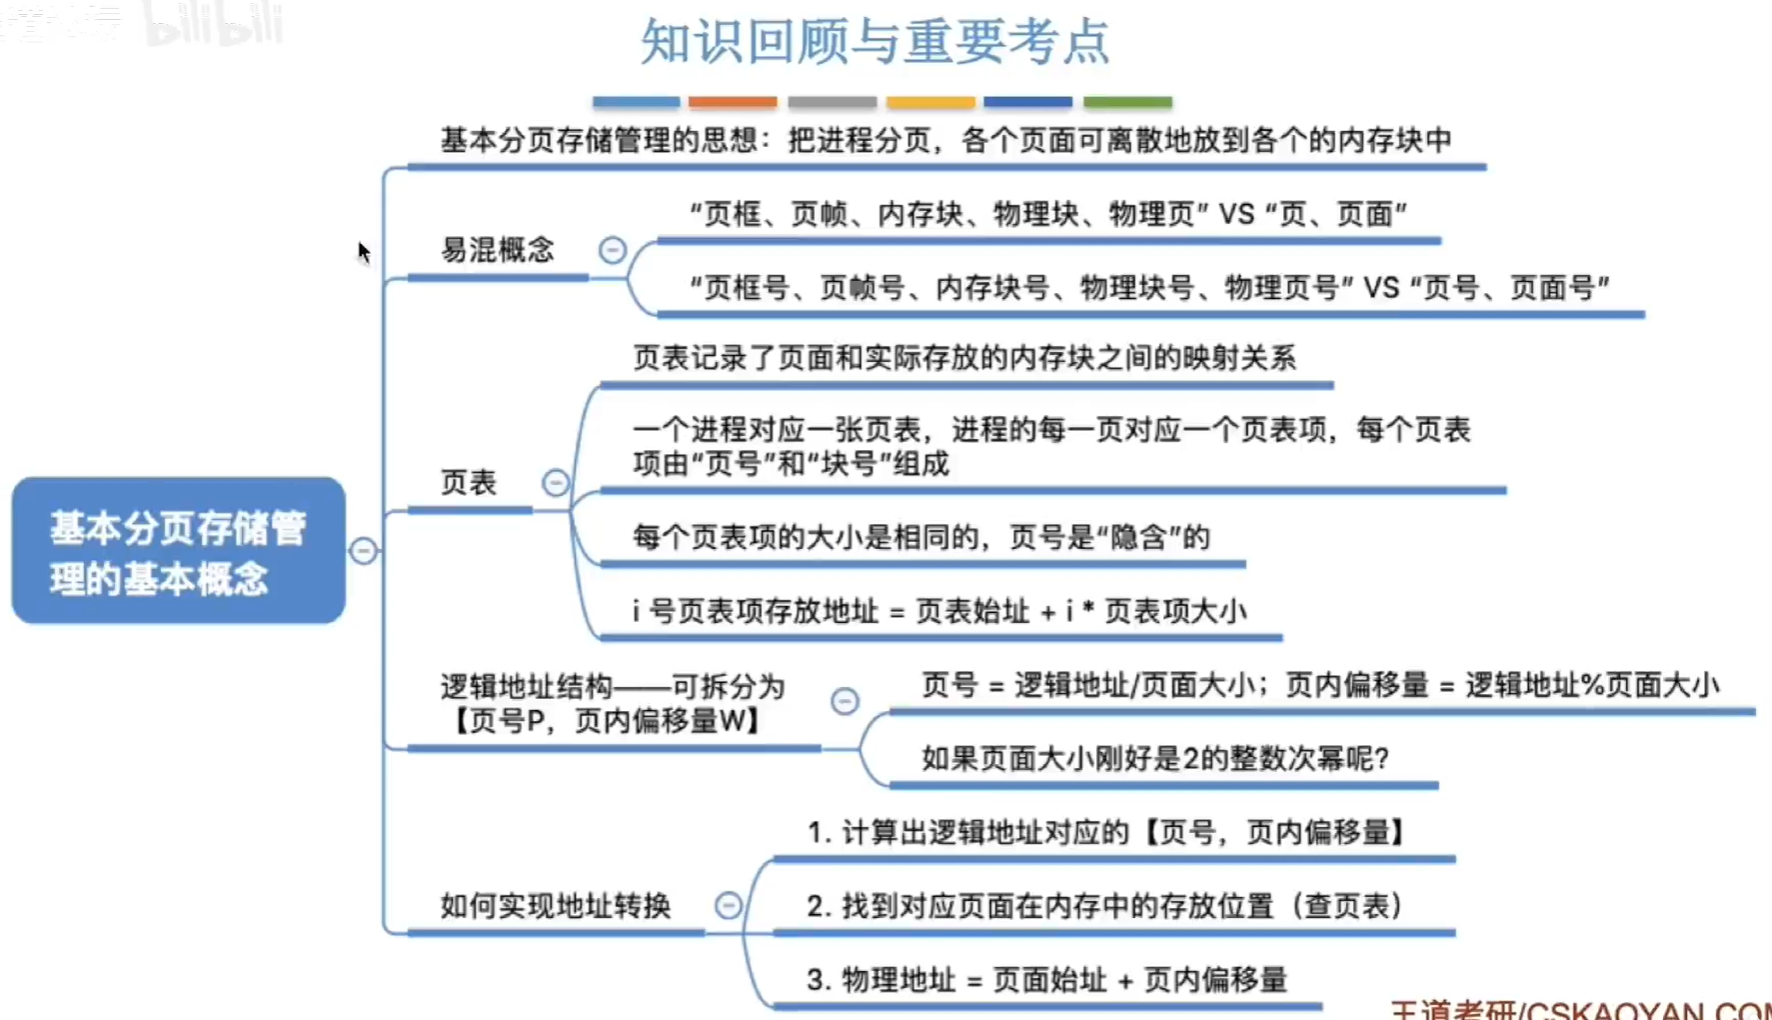 bilibili
知识回顾与重要考点
基本分页存储管理的思想：把进程分页，各个页面可离散地放到各个的内存块中
易混概念
“页框、页帧、内存块、物理块、物理页” VS “页、页面”
“页框号、页帧号、内存块号、物理块号、物理页号” VS “页号、页面号”
页表
页表记录了页面和实际存放的内存块之间的映射关系
一个进程对应一张页表，进程的每一页对应一个页表项，每个页表
项由“页号”和“块号”组成
每个页表项的大小是相同的，页号是“隐含”的
i 号页表项存放地址 = 页表始址 + i * 页表项大小
基本分页存储管
理的基本概念
逻辑地址结构——可拆分为
【页号P，页内偏移量W】
页号 = 逻辑地址/页面大小；页内偏移量 = 逻辑地址%页面大小
如果页面大小刚好是2的整数次幂呢？
如何实现地址转换
1. 计算出逻辑地址对应的【页号，页内偏移量】
2. 找到对应页面在内存中的存放位置（查页表）
3. 物理地址 = 页面始址 + 页内偏移量
王道考研/CSKAOYAN.COM